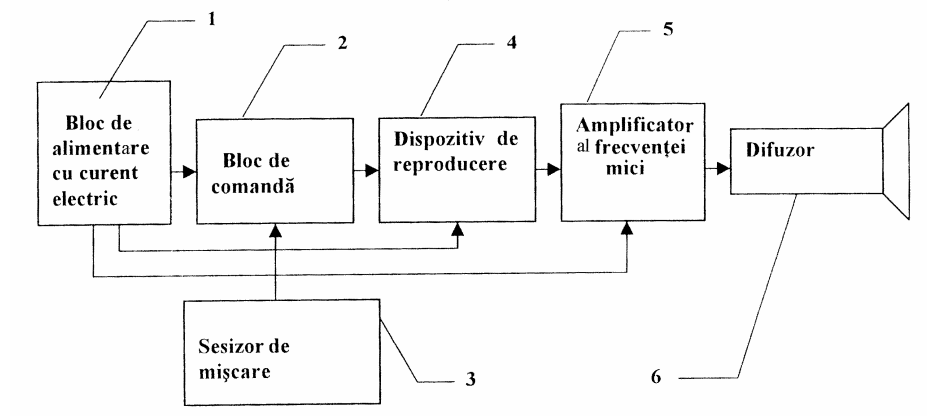 1
2
4
5
Bloc de
alimentare
cu curent
electric
Bloc de
comandă
Dispozitiv de
reproducere
Amplificator
al frecvenţei
mici
Difuzor
Sesizor de
mişcare
3
6